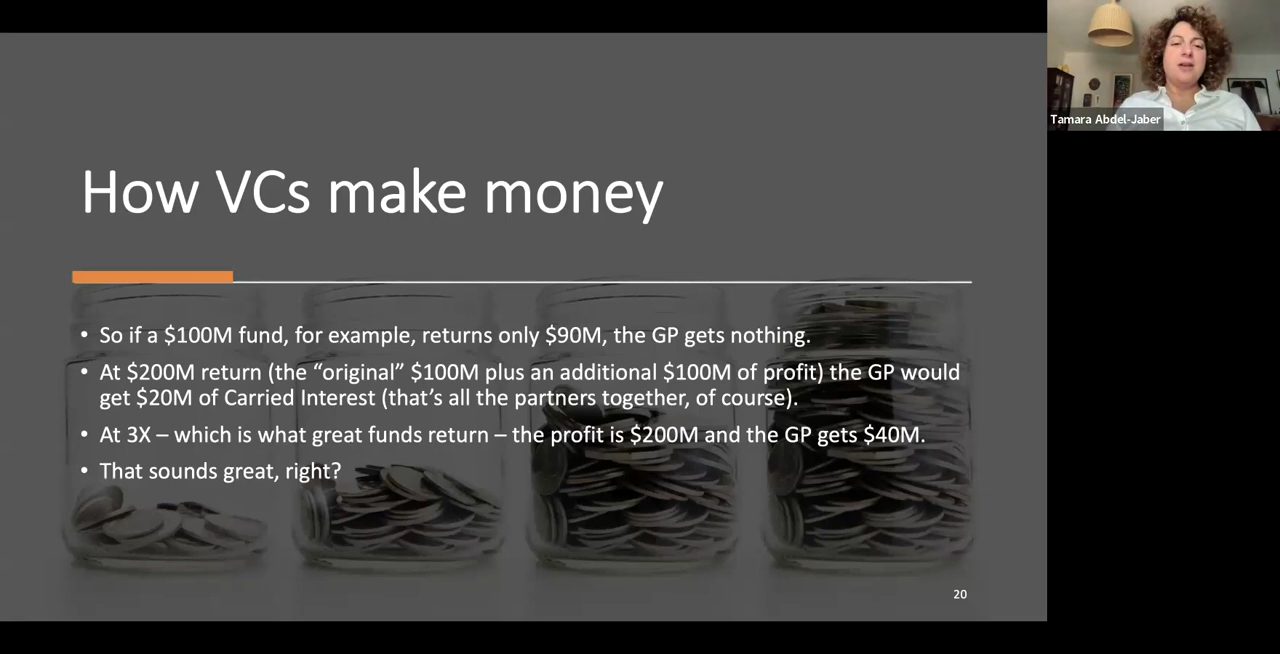 How VCs make money
• So if a $100M fund, for example, returns only $90M, the GP gets nothing.
• At $200M return (the “original” $100M plus an additional $100M of profit) the GP would
get $20M of Carried Interest (that’s all the partners together, of course).
• At 3X – which is what great funds return – the profit is $200M and the GP gets $40M.
• That sounds great, right?
20
Tamara Abdel-Jaber